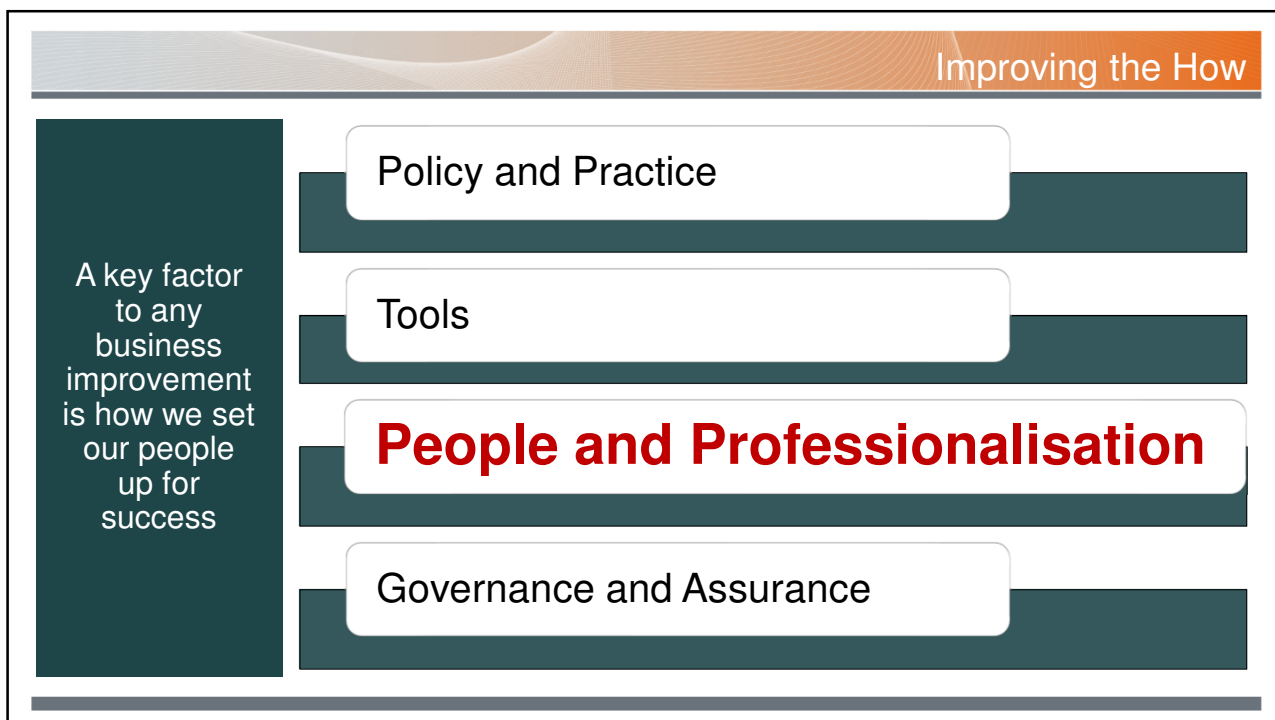 Improving the How
A key factor
to any
business
improvement
is how we set
our people
up for
success
Policy and Practice
Tools
People and Professionalisation
Governance and Assurance